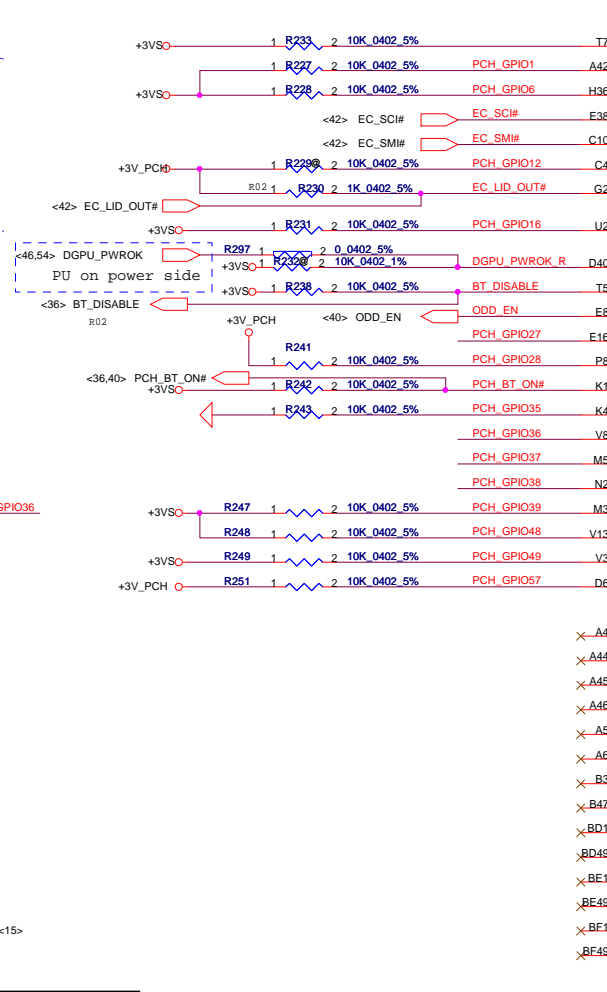 +3VS 1 R233 2 10K_0402_5% T7
1 R227 2 10K_0402_5% PCH_GPIO1 A42
+3VS 1 R228 2 10K_0402_5% PCH_GPIO6 H36
<42> EC_SCI# EC_SCI# E38
<42> EC_SMI# EC_SMI# C10
+3V_PCH 1 R229@ 2 10K_0402_5% PCH_GPIO12 C4
R02 1 R230 2 1K_0402_5% EC_LID_OUT# G2
<42> EC_LID_OUT#
+3VS 1 R231 2 10K_0402_5% PCH_GPIO16 U2
<46,54> DGPU_PWROK R297 1 2 0_0402_5%
+3VS 1 R232@ 2 10K_0402_1% DGPU_PWROK_R D40
PU on power side
+3VS 1 R238 2 10K_0402_5% BT_DISABLE T5
<36> BT_DISABLE
R02
<40> ODD_EN ODD_EN E8
+3V_PCH
PCH_GPIO27 E16
R241
1 2 10K_0402_5% PCH_GPIO28 P8
<36,40> PCH_BT_ON#
+3VS 1 R242 2 10K_0402_5% PCH_BT_ON# K1
1 R243 2 10K_0402_5% PCH_GPIO35 K4
PCH_GPIO36 V8
PCH_GPIO37 M5
PCH_GPIO38 N2
GPIO36
+3VS R247 1 2 10K_0402_5% PCH_GPIO39 M3
R248 1 2 10K_0402_5% PCH_GPIO48 V13
+3VS R249 1 2 10K_0402_5% PCH_GPIO49 V3
+3V_PCH R251 1 2 10K_0402_5% PCH_GPIO57 D6
A4
A44
A45
A46
A5
A6
B3
B47
BD1
BD49
BE1
BE49
BF1
<15>
BF49